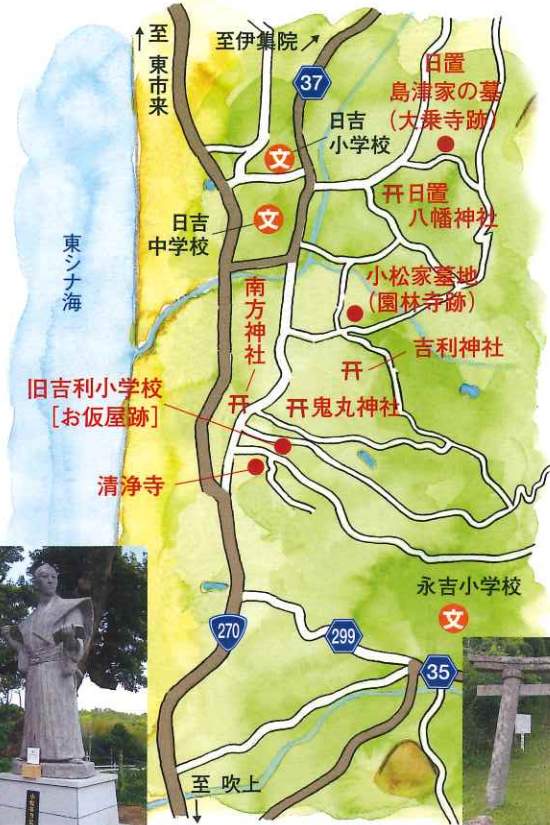 至
東市来
至伊集院
37
日置
島津家の墓
(大乗寺跡)
文
日吉
小学校
日置
八幡神社
文
日吉
中学校
東シナ海
小松家墓地
(園林寺跡)
南方神社
吉利神社
旧吉利小学校
[お仮屋跡]
鬼丸神社
清浄寺
永吉小学校
文
270
299
35
至 吹上